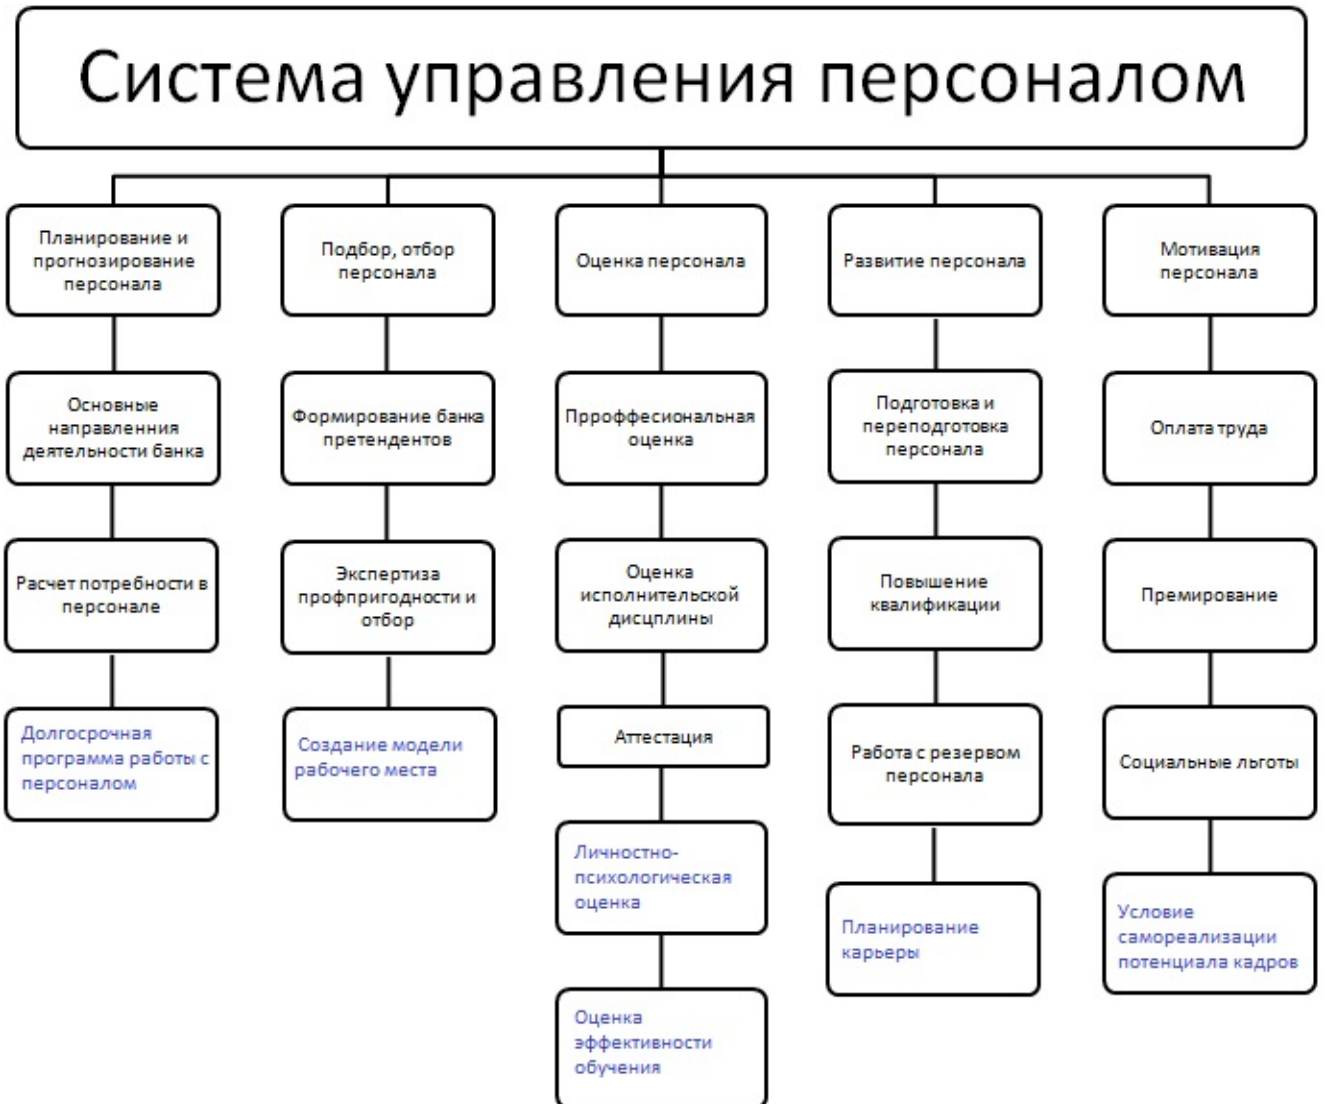 Система управления персоналом
Планирование и
прогнозирование
персонала
Основные
направленния
деятельности банка
Расчет потребности в
персонале
Долгосрочная
программа работы с
персоналом
Подбор, отбор
персонала
Формирование банка
претендентов
Экспертиза
профпригодности и
отбор
Создание модели
рабочего места
Оценка персонала
Прроффесиональная
оценка
Оценка
исполнительской
дисцплины
Аттестация
Личностно-
психологическая
оценка
Оценка
эффективности
обучения
Развитие персонала
Подготовка и
переподготовка
персонала
Повышение
квалификации
Работа с резервом
персонала
Планирование
карьеры
Мотивация
персонала
Оплата труда
Премирование
Социальные льготы
Условие
самореализации
потенциала кадров